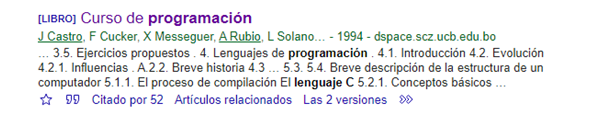 [LIBRO] Curso de programación
J Castro, F Cucker, X Messeguer, A Rubio, L Solano… - 1994 - dspace.scz.ucb.edu.bo
… 3.5. Ejercicios propuestos . 4. Lenguajes de programación . 4.1. Introducción 4.2. Evolución
4.2.1. Influencias . A.2.2. Breve historia 4.3 … 5.3. 5.4. Breve descripción de la estructura de un
computador 5.1.1. El proceso de compilación El lenguaje C 5.2.1. Conceptos básicos …
Citado por 52 Artículos relacionados Las 2 versiones